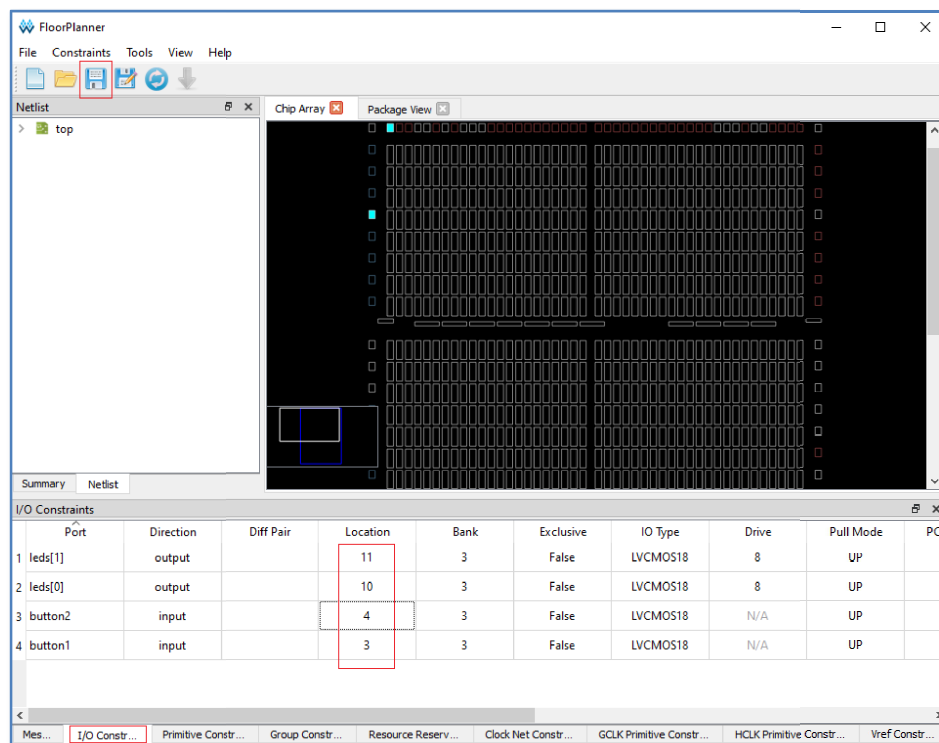 FloorPlanner
File Constraints Tools View Help
Netlist
Chip Array Package View
top
Summary Netlist
I/O Constraints
Port Direction Diff Pair Location Bank Exclusive IO Type Drive Pull Mode PC
1 leds[1] output 11 3 False LVCMOS18 8 UP
2 leds[0] output 10 3 False LVCMOS18 8 UP
3 button2 input 4 3 False LVCMOS18 N/A UP
4 button1 input 3 3 False LVCMOS18 N/A UP
Mes... I/O Constr... Primitive Constr... Group Constr... Resource Reserv... Clock Net Constr... GCLK Primitive Constr... HCLK Primitive Constr... Vref Constr...